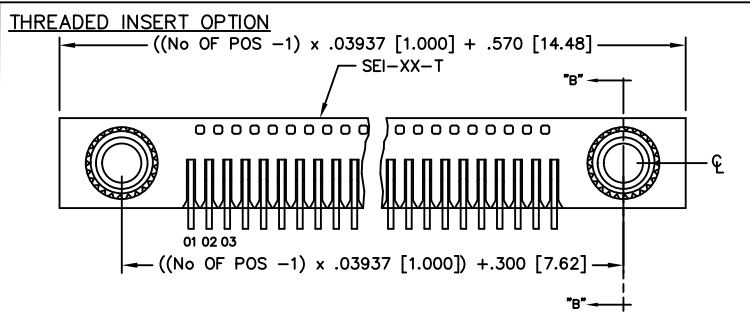 THREADED INSERT OPTION
((No OF POS -1) x .03937 [1.000] + .570 [14.48]
SEI-XX-T
"B"
℄
01 02 03
((No OF POS -1) x .03937 [1.000]) +.300 [7.62]
"B"